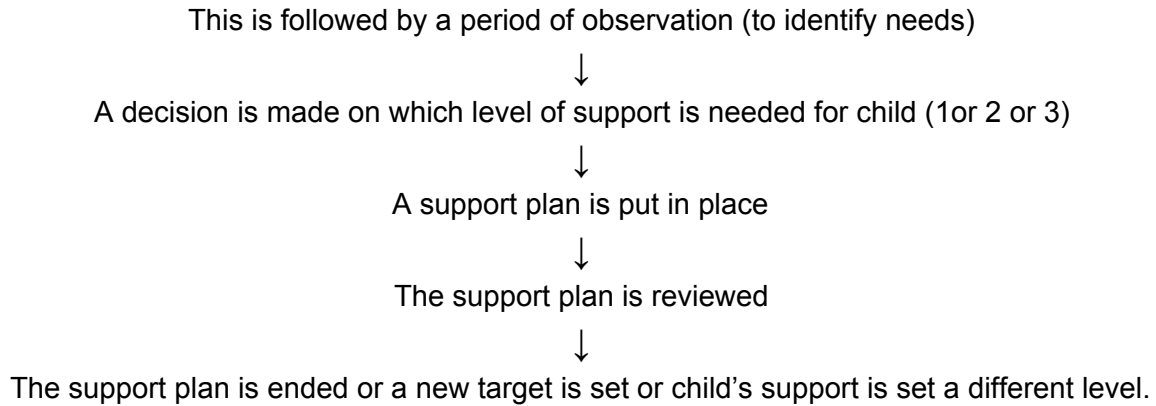 This is followed by a period of observation (to identify needs)
↓
A decision is made on which level of support is needed for child (1or 2 or 3)
↓
A support plan is put in place
↓
The support plan is reviewed
↓
The support plan is ended or a new target is set or child’s support is set a different level.